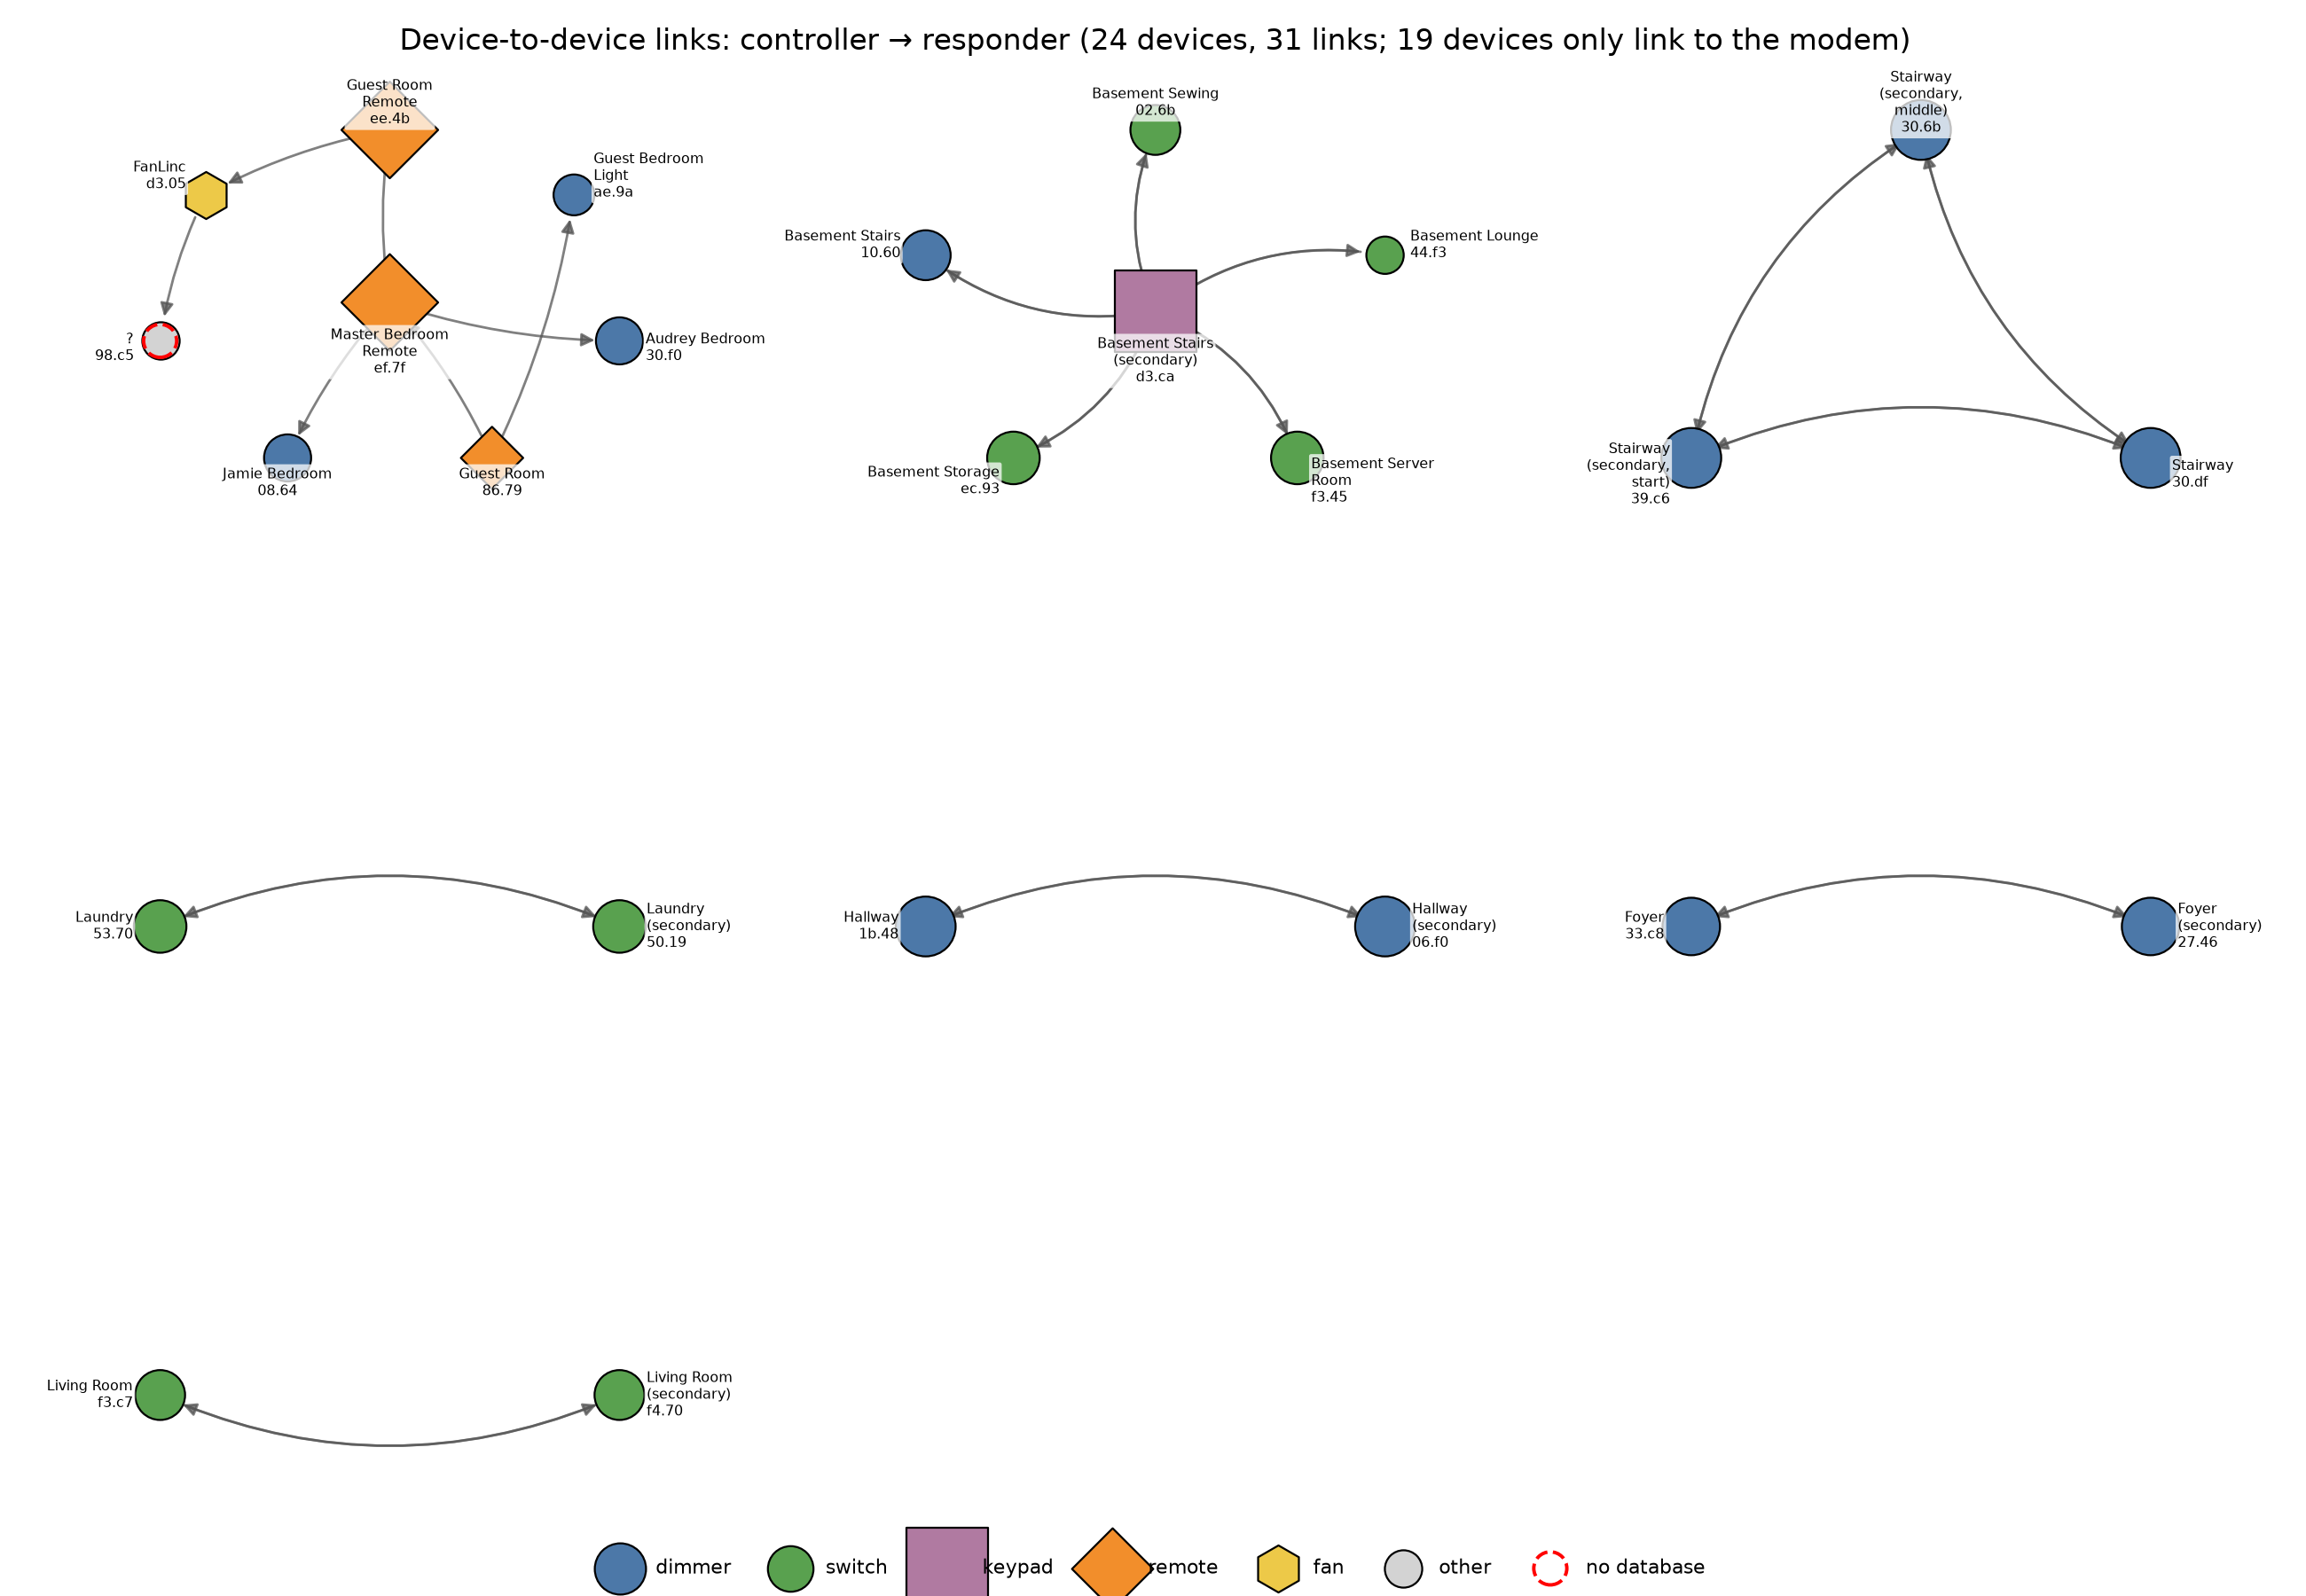 Device-to-device links: controller → responder (24 devices, 31 links; 19 devices only link to the modem)
Guest Room
Remote
ee.4b
FanLinc
d3.05
Guest Bedroom
Light
ae.9a
?
98.c5
Master Bedroom
Remote
ef.7f
Audrey Bedroom
30.f0
Jamie Bedroom
08.64
Guest Room
86.79
Basement Sewing
02.6b
Basement Stairs
10.60
Basement Lounge
44.f3
Basement Stairs
(secondary)
d3.ca
Basement Storage
ec.93
Basement Server
Room
f3.45
Stairway
(secondary,
middle)
30.6b
Stairway
(secondary,
start)
39.c6
Stairway
30.df
Laundry
53.70
Laundry
(secondary)
50.19
Hallway
1b.48
Hallway
(secondary)
06.f0
Foyer
33.c8
Foyer
(secondary)
27.46
Living Room
f3.c7
Living Room
(secondary)
f4.70
dimmer
switch
keypad
remote
fan
other
no database